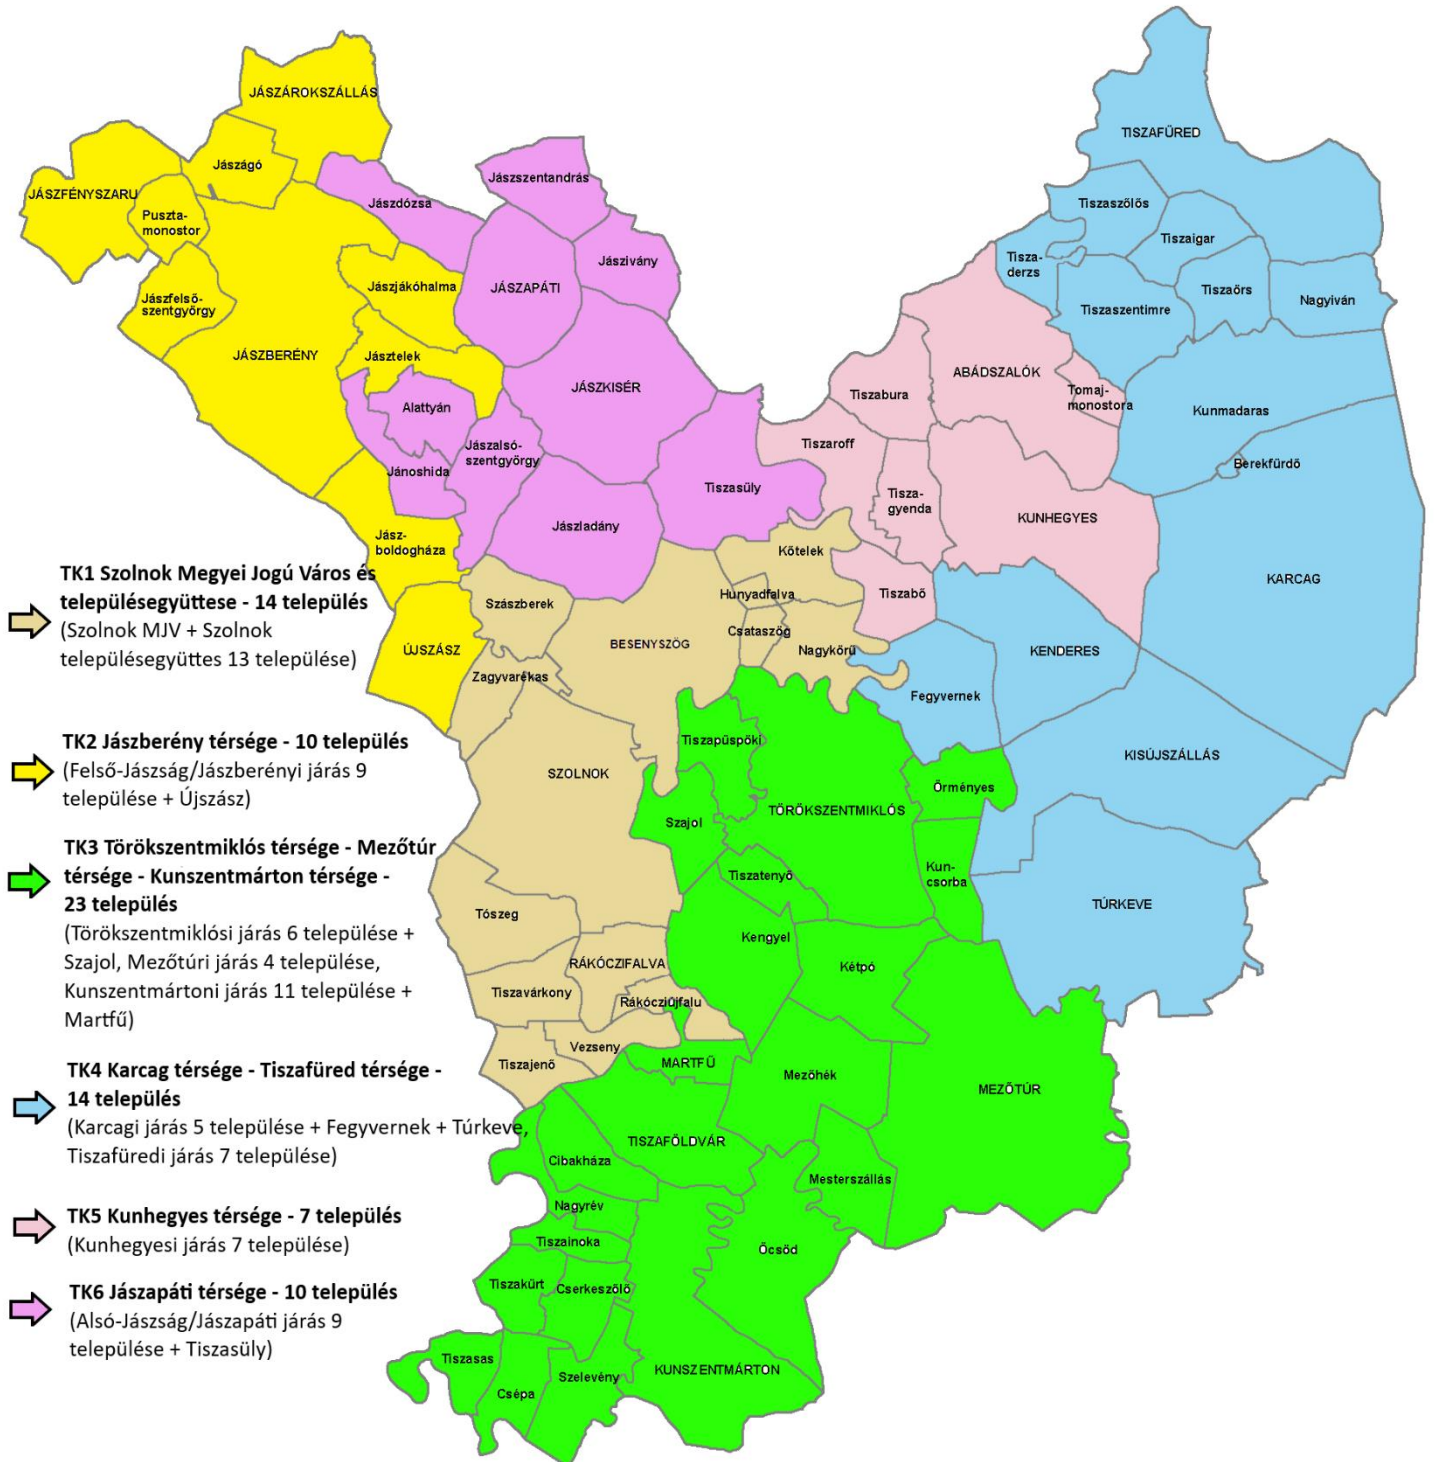 JÁSZÁROKSZÁLLÁS
Jászágó
JÁSZFÉNYSZARU
Puszta-
monostor
Jászdózsa
Jászszentandrás
Jászfelső-
szentgyörgy
Jászjákóhalma
JÁSZAPÁTI
Jászivány
JÁSZBERÉNY
Jásztelek
Alattyán
JÁSZKISÉR
Jánoshida
Jászalsó-
szentgyörgy
Jászladány
Tiszasüly
Jász-
boldogháza
ÚJSZÁSZ
TISZAFÜRED
Tiszaszőlős
Tiszaigar
Tisza-
derzs
Tiszaszentimre
Tiszaörs
Nagyiván
ABÁDSZALÓK
Tomaj-
monostora
Tiszabura
Tiszaroff
Tisza-
gyenda
KUNHEGYES
Kunmadaras
Berekfürdő
KARCAG
Tiszabő
Kőtelek
Hunyadfalva
Csataszög
Nagykörű
Szászberek
BESENYSZÖG
Zagyvarékas
KENDERES
Fegyvernek
KISÚJSZÁLLÁS
TÚRKEVE
SZOLNOK
Tiszapüspöki
TÖRÖKSZENTMIKLÓS
Örményes
Szajol
Kun-
csorba
Tiszatenyő
Kengyel
Kétpó
Tószeg
RÁKÓCZIFALVA
Tiszavárkony
Rákócziújfalu
Vezseny
Tiszajenő
MARTFŰ
Mezőhék
MEZŐTÚR
TISZAFÖLDVÁR
Cibakháza
Mesterszállás
Nagyrév
Tiszainoka
Öcsöd
Tiszakürt
Cserkeszőlő
Tiszasas
Csépa
Szelevény
KUNSZENTMÁRTON
TK1 Szolnok Megyei Jogú Város és
településegyüttese - 14 település
(Szolnok MJV + Szolnok
településegyüttes 13 települése)
TK2 Jászberény térsége - 10 település
(Felső-Jászság/Jászberényi járás 9
települése + Újszász)
TK3 Törökszentmiklós térsége - Mezőtúr
térsége - Kunszentmárton térsége -
23 település
(Törökszentmiklósi járás 6 települése +
Szajol, Mezőtúri járás 4 települése,
Kunszentmártoni járás 11 települése +
Martfű)
TK4 Karcag térsége - Tiszafüred térsége -
14 település
(Karcagi járás 5 települése + Fegyvernek + Túrkeve,
Tiszafüredi járás 7 települése)
TK5 Kunhegyes térsége - 7 település
(Kunhegyesi járás 7 települése)
TK6 Jászapáti térsége - 10 település
(Alsó-Jászság/Jászapáti járás 9
települése + Tiszasüly)